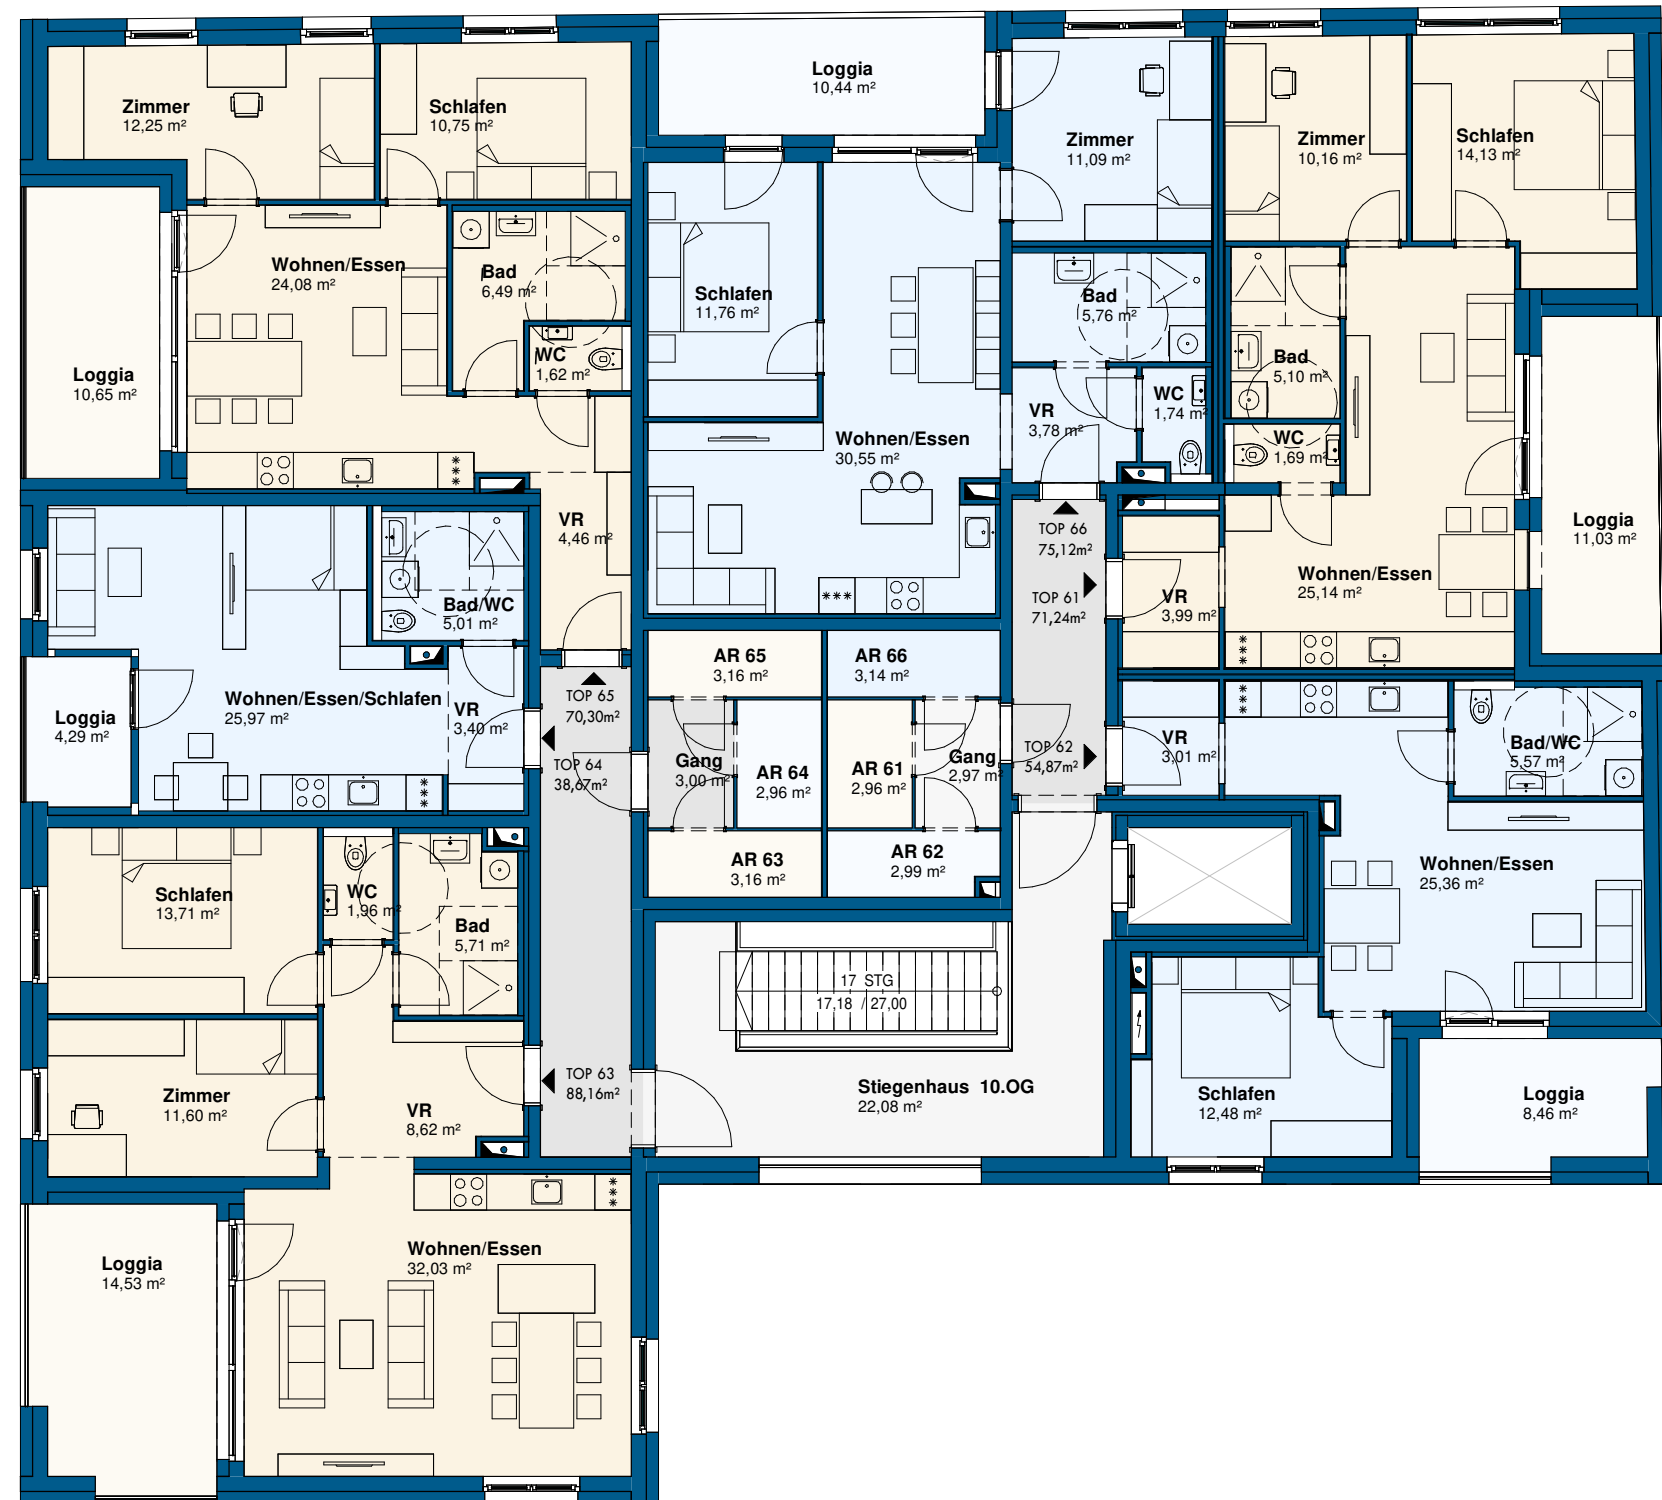 Loggia
10,44 m²
Zimmer
12,25 m²
Schlafen
10,75 m²
Zimmer
11,09 m²
Zimmer
10,16 m²
Schlafen
14,13 m²
Wohnen/Essen
24,08 m²
Bad
6,49 m²
WC
1,62 m²
Loggia
10,65 m²
Schlafen
11,76 m²
Bad
5,76 m²
Bad
5,10 m²
WC
1,69 m²
VR
3,78 m²
WC
1,74 m²
Wohnen/Essen
30,55 m²
VR
4,46 m²
TOP 66
75,12m²
TOP 61
71,24m²
VR
3,99 m²
Wohnen/Essen
25,14 m²
Loggia
11,03 m²
Bad/WC
5,01 m²
Wohnen/Essen/Schlafen
25,97 m²
VR
3,40 m²
Loggia
4,29 m²
TOP 65
70,30m²
TOP 64
38,67m²
AR 65
3,16 m²
AR 66
3,14 m²
Gang
3,00 m²
AR 64
2,96 m²
AR 61
2,96 m²
Gang
2,97 m²
TOP 62
54,87m²
VR
3,01 m²
Bad/WC
5,57 m²
AR 63
3,16 m²
AR 62
2,99 m²
Wohnen/Essen
25,36 m²
Schlafen
13,71 m²
WC
1,96 m²
Bad
5,71 m²
17 STG
17,18 / 27,00
Zimmer
11,60 m²
VR
8,62 m²
TOP 63
88,16m²
Stiegenhaus 10.OG
22,08 m²
Schlafen
12,48 m²
Loggia
8,46 m²
Loggia
14,53 m²
Wohnen/Essen
32,03 m²